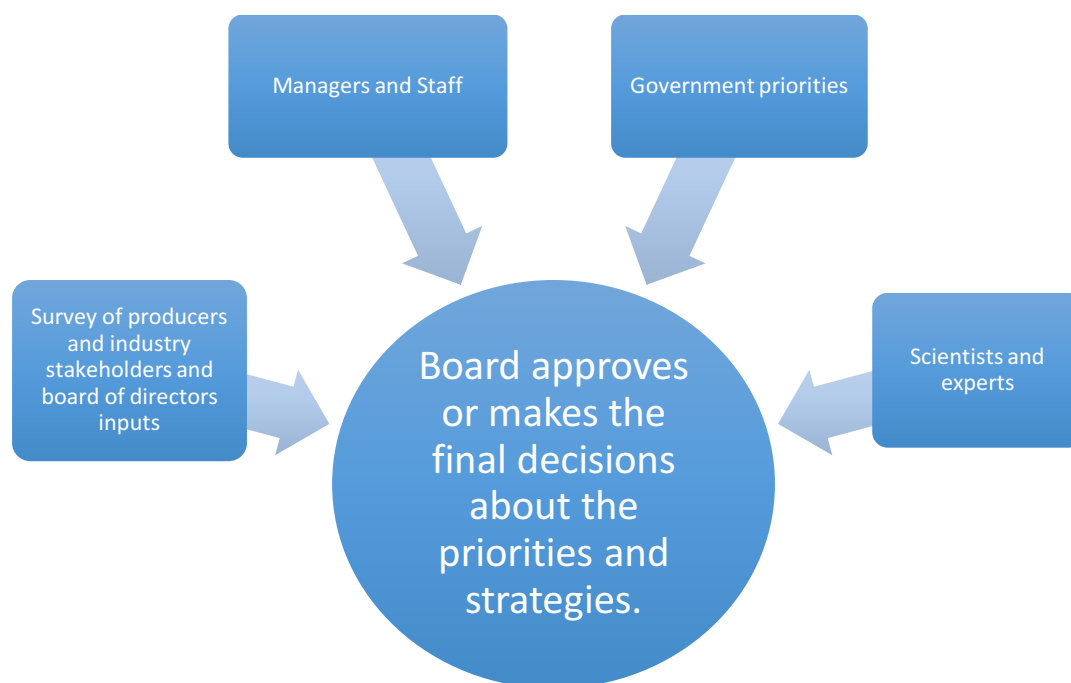 Managers and Staff
Government priorities
Survey of producers
and industry
stakeholders and
board of directors
inputs
Scientists and
experts
Board approves
or makes the
final decisions
about the
priorities and
strategies.